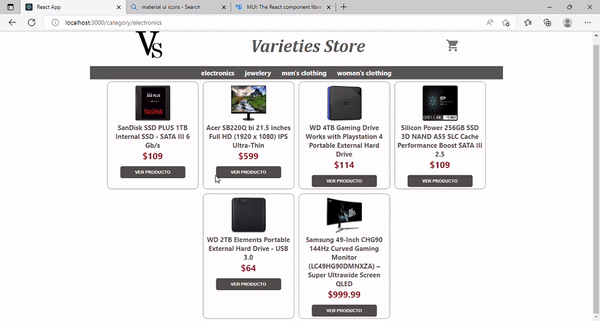 React App
material ui icons - Search
MUI: The React component libra
localhost:3000/category/electronics
VS
Varieties Store
electronics jewelery men's clothing women's clothing
SanDisk SSD PLUS 1TB
Internal SSD - SATA III 6
Gb/s
$109
VER PRODUCTO
Acer SB220Q bi 21.5 inches
Full HD (1920 x 1080) IPS
Ultra-Thin
$599
VER PRODUCTO
WD 4TB Gaming Drive
Works with Playstation 4
Portable External Hard
Drive
$114
VER PRODUCTO
Silicon Power 256GB SSD
3D NAND A55 SLC Cache
Performance Boost SATA III
2.5
$109
VER PRODUCTO
WD 2TB Elements Portable
External Hard Drive - USB
3.0
$64
VER PRODUCTO
Samsung 49-Inch CHG90
144Hz Curved Gaming
Monitor
(LC49HG90DMNXZA) –
Super Ultrawide Screen
QLED
$999.99
VER PRODUCTO